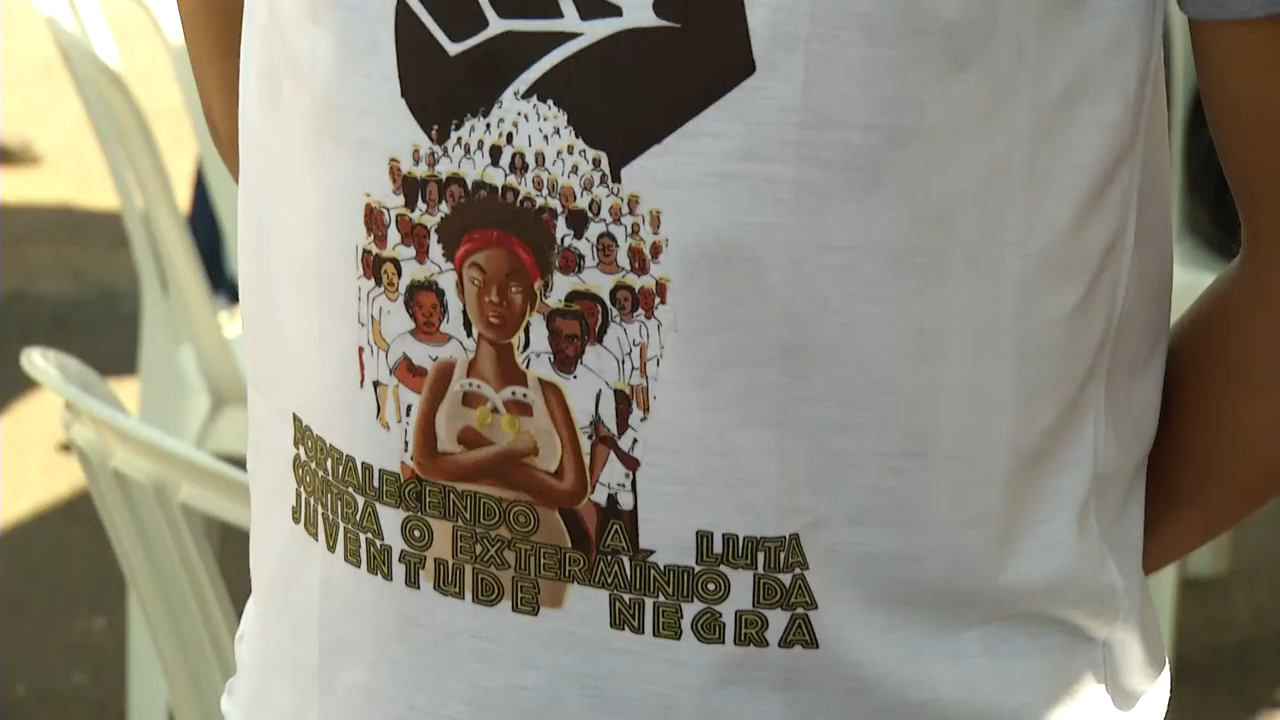 FORTALECENDO A LUTA
CONTRA O EXTERMÍNIO DA
JUVENTUDE NEGRA